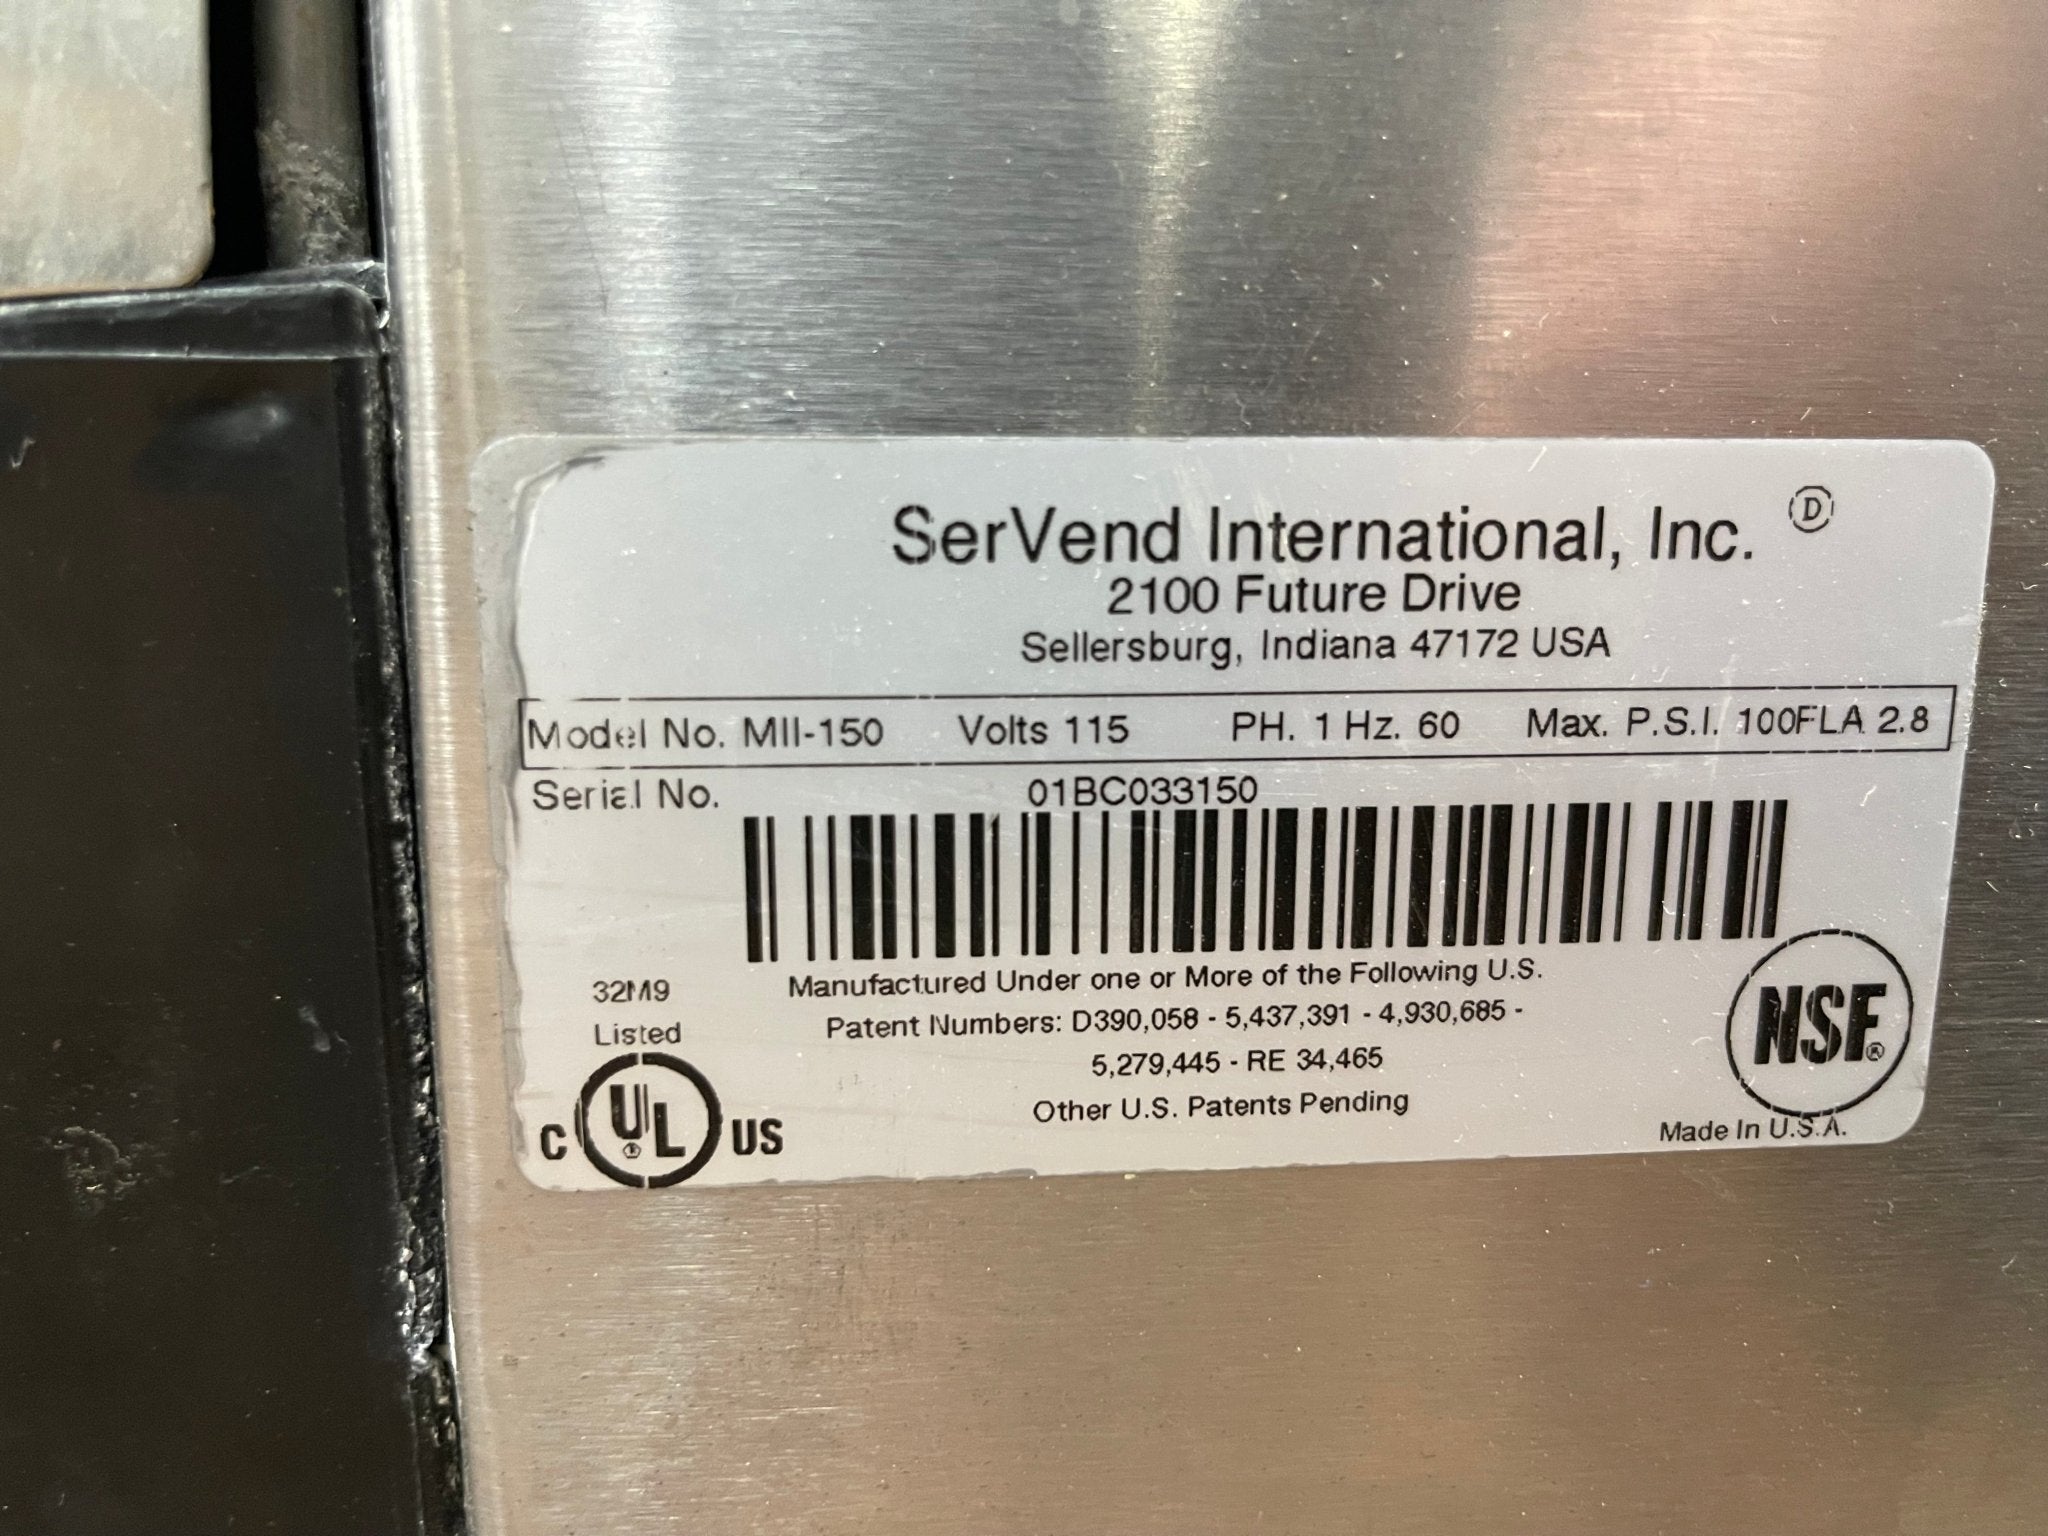 SerVend International, Inc. D
2100 Future Drive
Sellersburg, Indiana 47172 USA
Model No. MII-150 Volts 115 PH. 1 Hz. 60 Max. P.S.I. 100FLA 2.8
Serial No. 01BC033150
Manufactured Under one or More of the Following U.S.
Patent Numbers: D390,058 - 5,437,391 - 4,930,685 -
5,279,445 - RE 34,465
Other U.S. Patents Pending
32M9
Listed
C UL US
NSF®
Made In U.S.A.